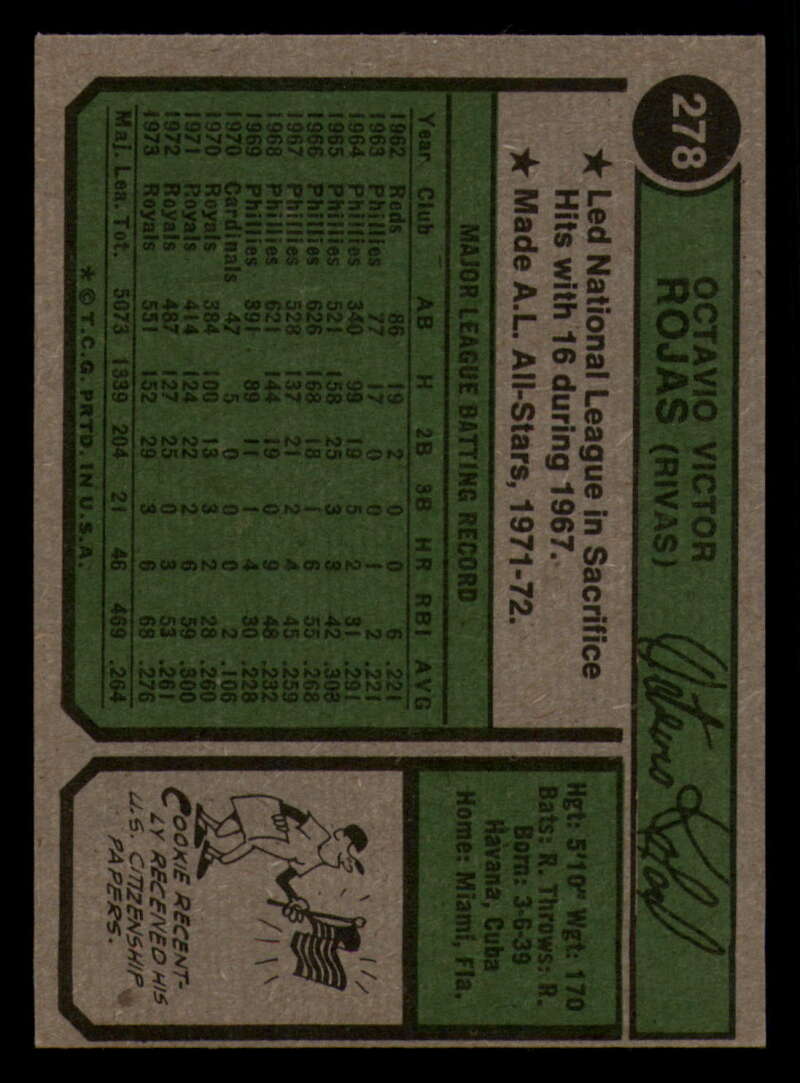 278
OCTAVIO VICTOR
ROJAS (RIVAS)
★ Led National League in Sacrifice
Hits with 16 during 1967.
★ Made A.L. All-Stars, 1971-72.
MAJOR LEAGUE BATTING RECORD
Year Club AB H 2B 3B HR RBI AVG
1962 Reds 86 19 2 0 0 6 .221
1963 Phillies 77 17 0 0 1 2 .221
1964 Phillies 340 99 19 5 2 31 .291
1965 Phillies 521 158 25 3 3 42 .303
1966 Phillies 626 168 18 1 6 55 .268
1967 Phillies 528 137 21 2 4 45 .259
1968 Phillies 621 144 19 0 9 48 .232
1969 Phillies 391 89 11 1 4 30 .228
1970 Cardinals 47 5 0 0 0 2 .106
1970 Royals 384 100 13 3 2 28 .260
1971 Royals 414 124 22 2 6 59 .300
1972 Royals 487 127 25 0 3 53 .261
1973 Royals 551 152 29 3 6 69 .276
Maj. Lea. Tot. 5073 1339 204 21 46 469 .264
* © T.C.G. PRTD. IN U.S.A.
Hgt: 5'10" Wgt: 170
Bats: R. Throws: R.
Born: 3-6-39
Havana, Cuba
Home: Miami, Fla.
COOKIE RECENT-
LY RECEIVED HIS
U.S. CITIZENSHIP
PAPERS.